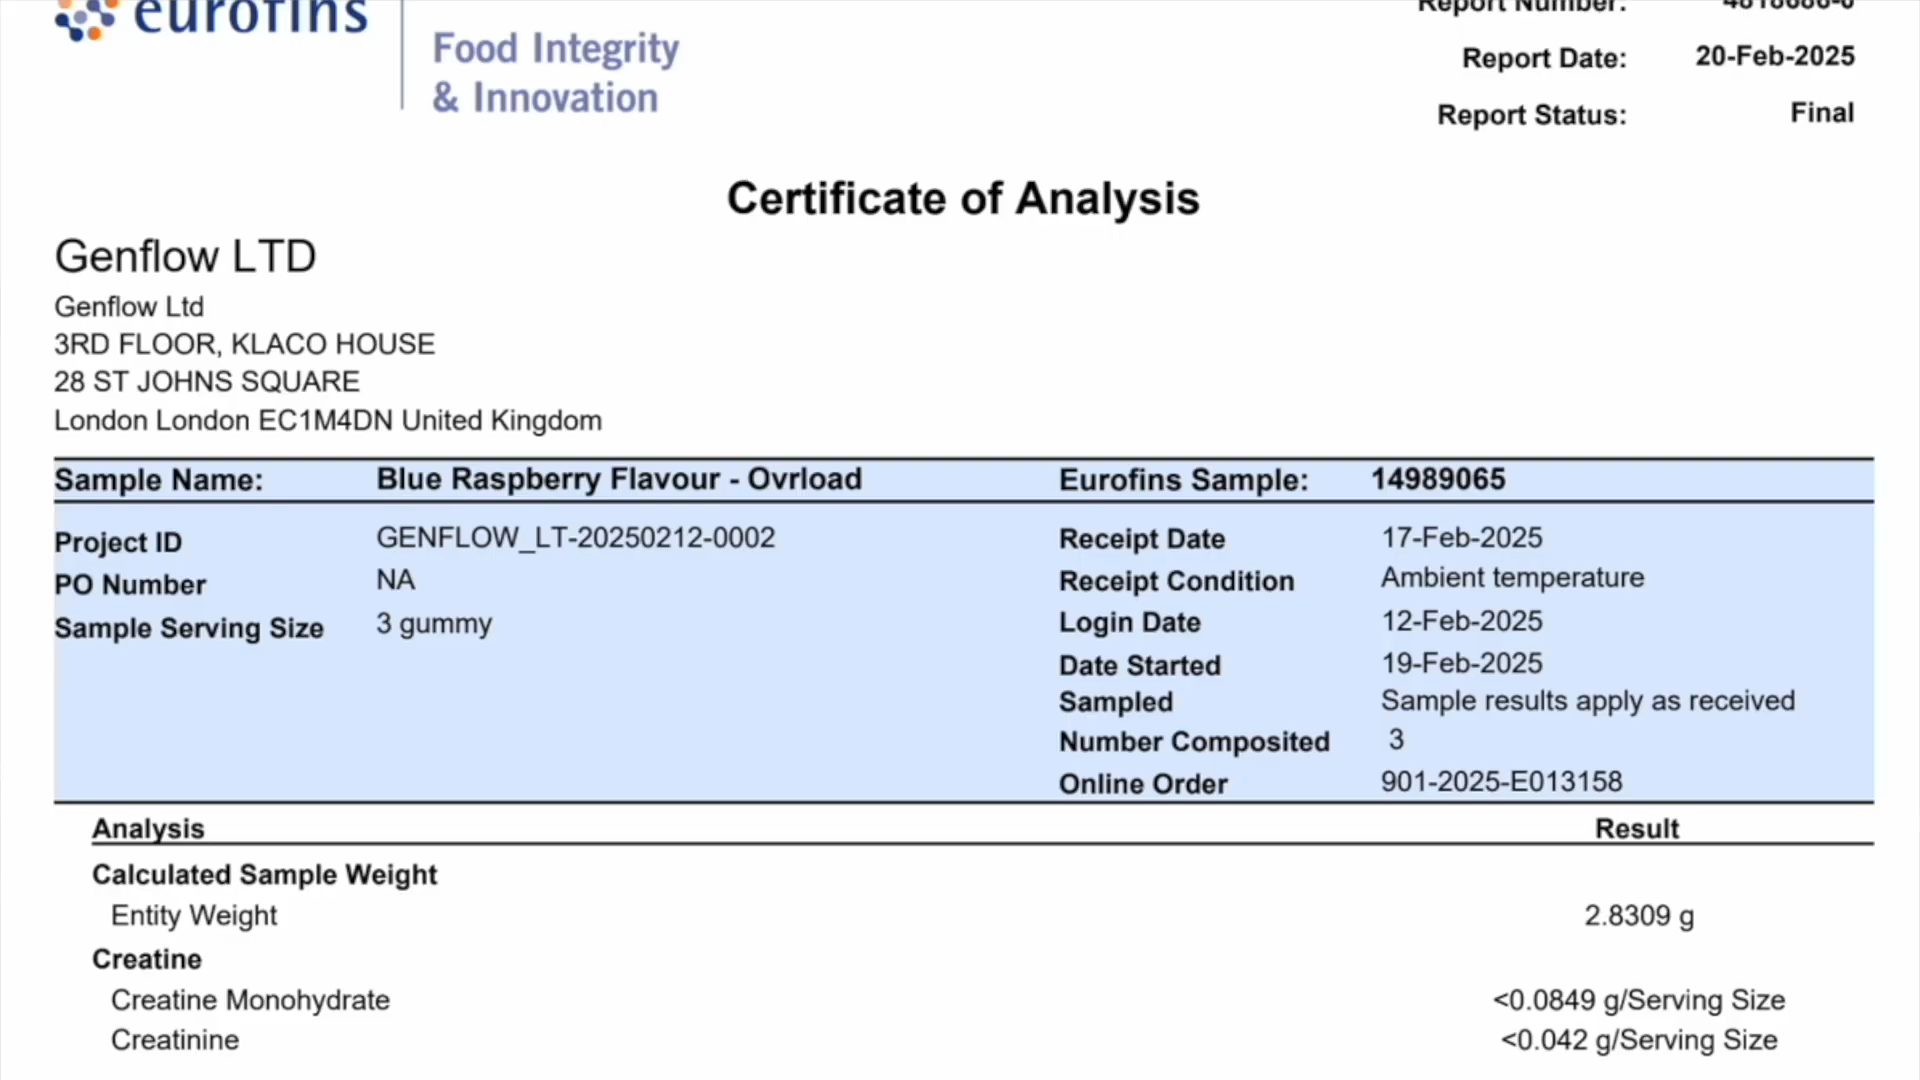 eurofins
Food Integrity
& Innovation
Report Number: 4818686-0
Report Date: 20-Feb-2025
Report Status: Final
Certificate of Analysis
Genflow LTD
Genflow Ltd
3RD FLOOR, KLACO HOUSE
28 ST JOHNS SQUARE
London London EC1M4DN United Kingdom
Sample Name: Blue Raspberry Flavour - Ovrload Eurofins Sample: 14989065
Project ID GENFLOW_LT-20250212-0002 Receipt Date 17-Feb-2025
PO Number NA Receipt Condition Ambient temperature
Sample Serving Size 3 gummy Login Date 12-Feb-2025
Date Started 19-Feb-2025
Sampled Sample results apply as received
Number Composited 3
Online Order 901-2025-E013158
Analysis Result
Calculated Sample Weight
Entity Weight 2.8309 g
Creatine
Creatine Monohydrate <0.0849 g/Serving Size
Creatinine <0.042 g/Serving Size